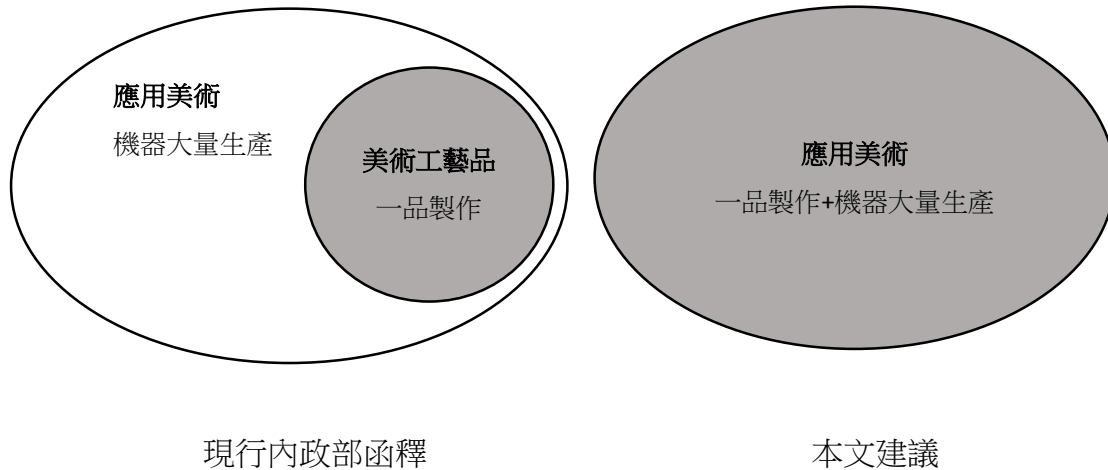 應用美術
機器大量生產
美術工藝品
一品製作
應用美術
一品製作+機器大量生產
現行內政部函釋
本文建議